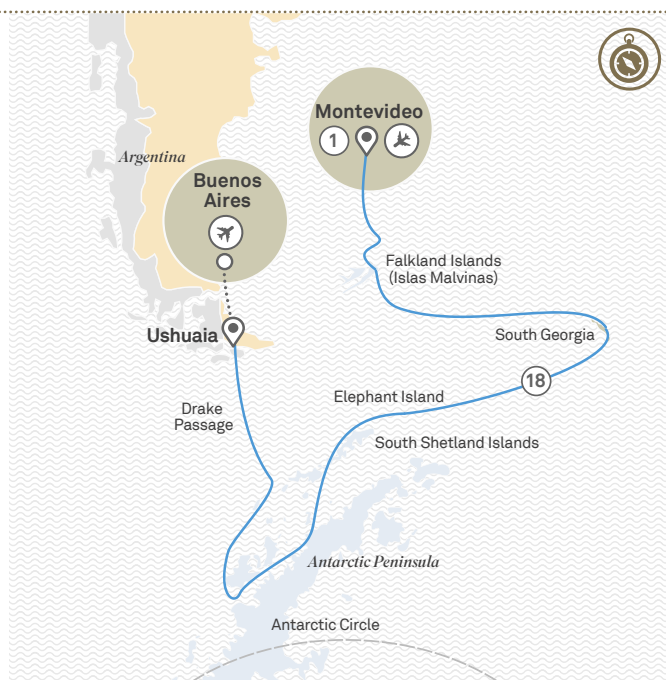 Montevideo
1
Argentina
Buenos
Aires
Falkland Islands
(Islas Malvinas)
Ushuaia
South Georgia
18
Elephant Island
Drake
Passage
South Shetland Islands
Antarctic Peninsula
Antarctic Circle